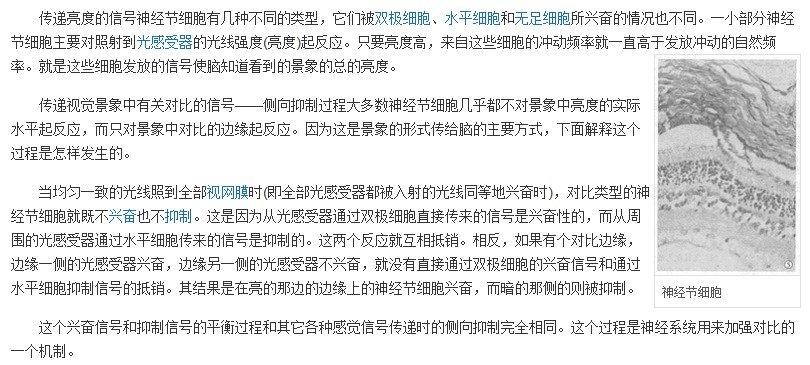 传递亮度的信号神经节细胞有几种不同的类型，它们被双极细胞、水平细胞和无足细胞所兴奋的情况也不同。一小部分神经
节细胞主要对照射到光感受器的光线强度(亮度)起反应。只要亮度高，来自这些细胞的冲动频率就一直高于发放冲动的自然频
率。就是这些细胞发放的信号使脑知道看到的景象的总的亮度。
传递视觉景象中有关对比的信号——侧向抑制过程大多数神经节细胞几乎都不对景象中亮度的实际
水平起反应，而只对景象中对比的边缘起反应。因为这是景象的形式传给脑的主要方式，下面解释这个
过程是怎样发生的。
当均匀一致的光线照到全部视网膜时(即全部光感受器都被入射的光线同等地兴奋时)，对比类型的神
经节细胞就既不兴奋也不抑制。这是因为从光感受器通过双极细胞直接传来的信号是兴奋性的，而从周
围的光感受器通过水平细胞传来的信号是抑制的。这两个反应就互相抵销。相反，如果有个对比边缘，
边缘一侧的光感受器兴奋，边缘另一侧的光感受器不兴奋，就没有直接通过双极细胞的兴奋信号和通过
水平细胞抑制信号的抵销。其结果是在亮的那边的边缘上的神经节细胞兴奋，而暗的那侧的则被抑制。
神经节细胞
这个兴奋信号和抑制信号的平衡过程和其它各种感觉信号传递时的侧向抑制完全相同。这个过程是神经系统用来加强对比的
一个机制。